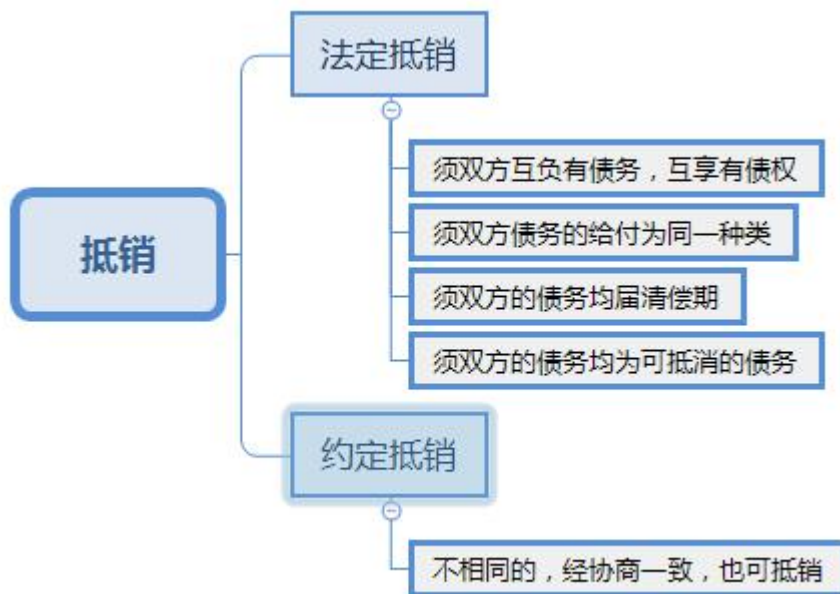 法定抵销
须双方互负有债务，互享有债权
须双方债务的给付为同一种类
抵销
须双方的债务均届清偿期
须双方的债务均为可抵消的债务
约定抵销
不相同的，经协商一致，也可抵销